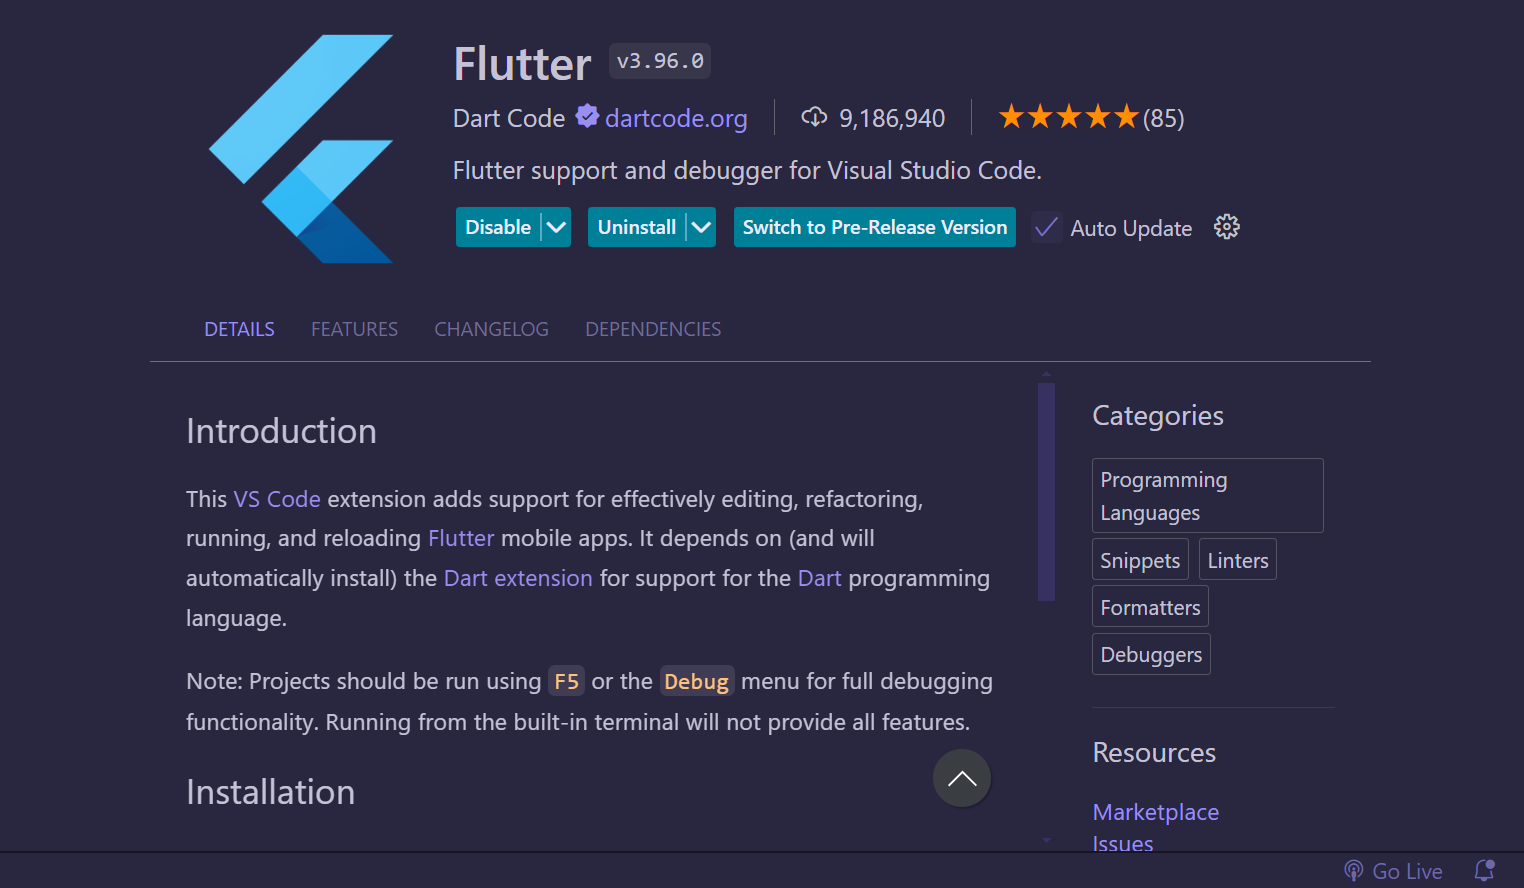 Flutter v3.96.0
Dart Code dartcode.org 9,186,940 (85)
Flutter support and debugger for Visual Studio Code.
Disable Uninstall Switch to Pre-Release Version Auto Update
DETAILS FEATURES CHANGELOG DEPENDENCIES
Introduction
This VS Code extension adds support for effectively editing, refactoring,
running, and reloading Flutter mobile apps. It depends on (and will
automatically install) the Dart extension for support for the Dart programming
language.
Note: Projects should be run using F5 or the Debug menu for full debugging
functionality. Running from the built-in terminal will not provide all features.
Installation
Categories
Programming
Languages
Snippets Linters
Formatters
Debuggers
Resources
Marketplace
Issues
Go Live